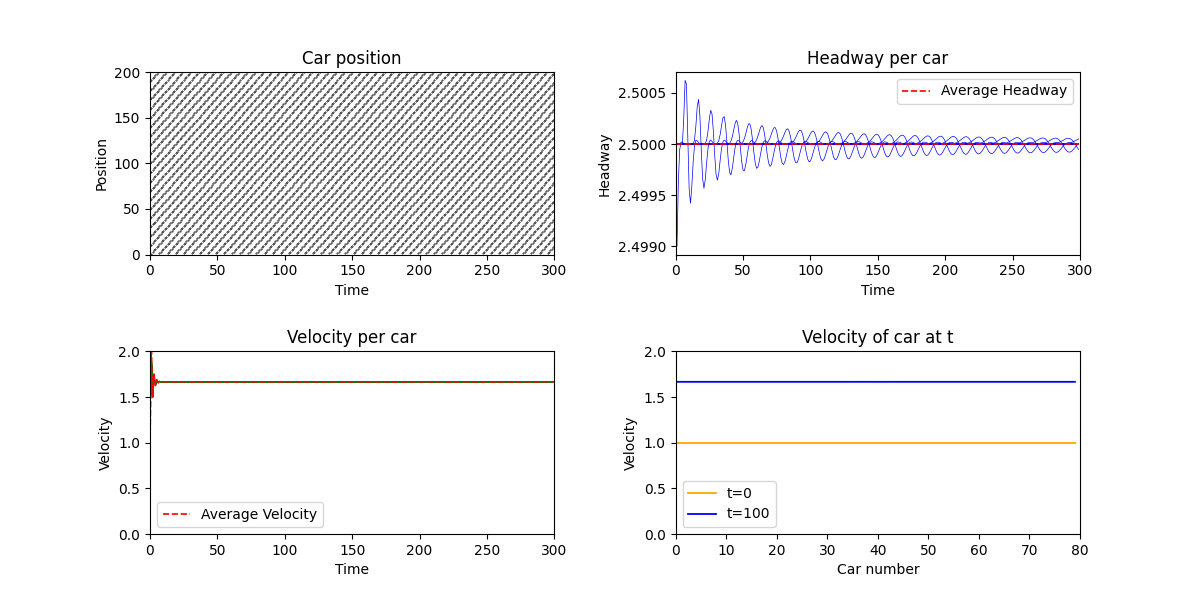 Car position
Position
200
150
100
50
0
0 50 100 150 200 250 300
Time
Headway per car
Headway
2.5005
2.5000
2.4995
2.4990
Average Headway
0 50 100 150 200 250 300
Time
Velocity per car
Velocity
2.0
1.5
1.0
0.5
0.0
Average Velocity
0 50 100 150 200 250 300
Time
Velocity of car at t
Velocity
2.0
1.5
1.0
0.5
0.0
t=0
t=100
0 10 20 30 40 50 60 70 80
Car number